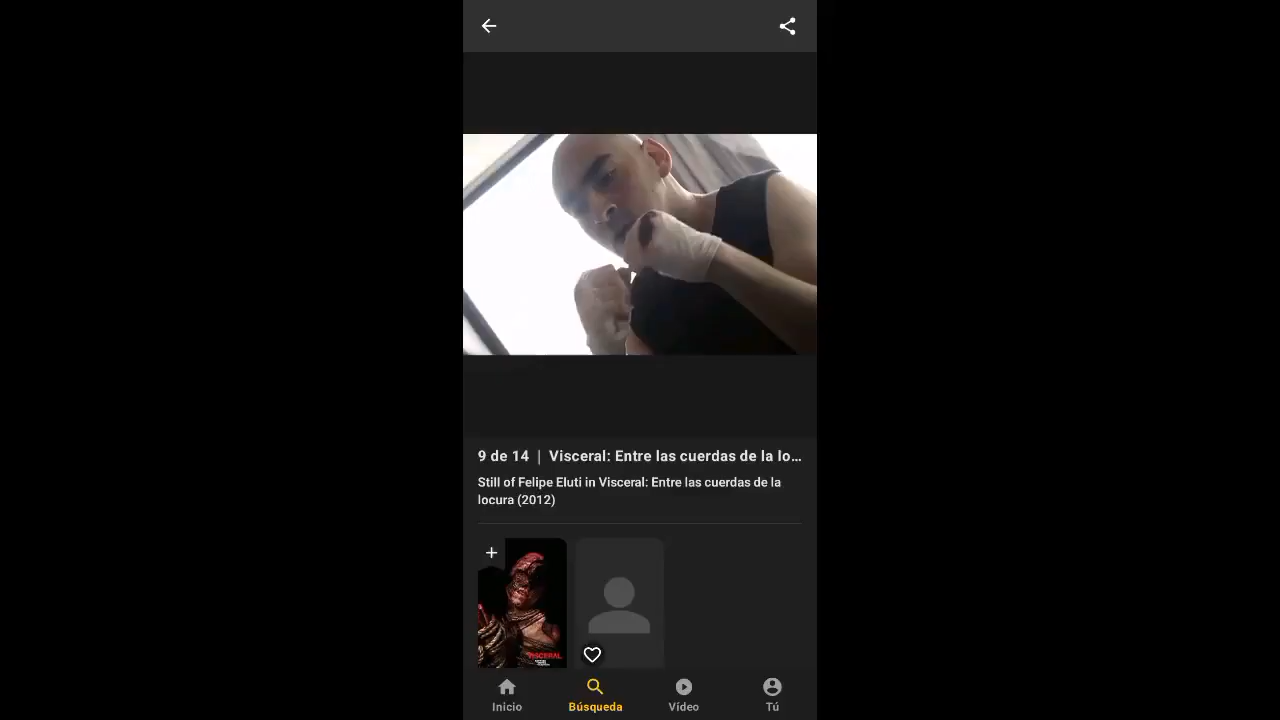 9 de 14 | Visceral: Entre las cuerdas de la lo...
Still of Felipe Eluti in Visceral: Entre las cuerdas de la
locura (2012)
VISCERAL
Inicio
Búsqueda
Vídeo
Tú